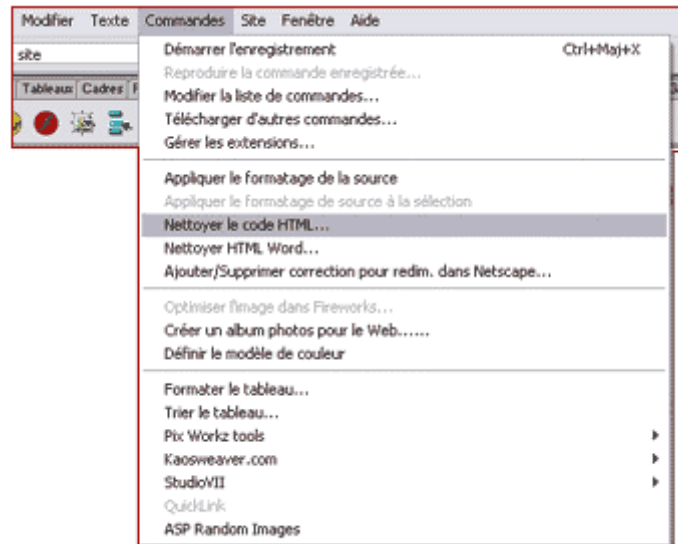 Modifier Texte Commandes Site Fenêtre Aide
site
Tableaux Cadres
Démarrer l'enregistrement Ctrl+Maj+X
Reproduire la commande enregistrée...
Modifier la liste de commandes...
Télécharger d'autres commandes...
Gérer les extensions...
Appliquer le formatage de la source
Appliquer le formatage de source à la sélection
Nettoyer le code HTML...
Nettoyer HTML Word...
Ajouter/Supprimer correction pour redim. dans Netscape...
Optimiser l'image dans Fireworks...
Créer un album photos pour le Web......
Définir le modèle de couleur
Formater le tableau...
Trier le tableau...
Pix Workz tools
Kaosweaver.com
StudioVII
QuickLink
ASP Random Images